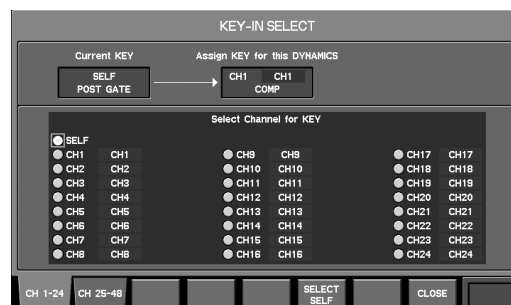 KEY-IN SELECT
Current KEY Assign KEY for this DYNAMICS
SELF CH1 CH1
POST GATE COMP
Select Channel for KEY
SELF
CH1 CH1 CH9 CH9 CH17 CH17
CH2 CH2 CH10 CH10 CH18 CH18
CH3 CH3 CH11 CH11 CH19 CH19
CH4 CH4 CH12 CH12 CH20 CH20
CH5 CH5 CH13 CH13 CH21 CH21
CH6 CH6 CH14 CH14 CH22 CH22
CH7 CH7 CH15 CH15 CH23 CH23
CH8 CH8 CH16 CH16 CH24 CH24
CH 1-24 CH 25-48 SELECT SELF CLOSE